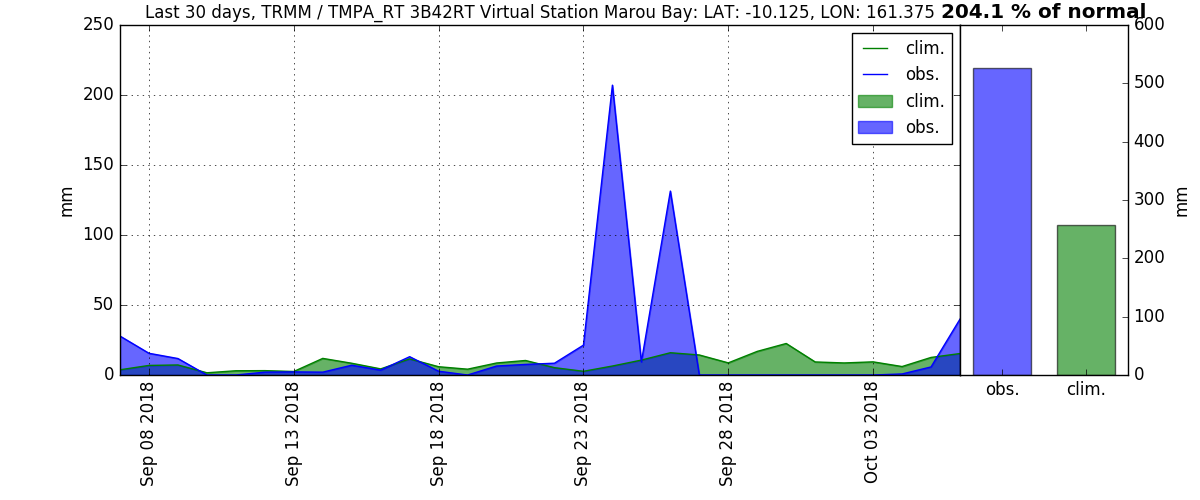 Last 30 days, TRMM / TMPA_RT 3B42RT Virtual Station Marou Bay: LAT: -10.125, LON: 161.375 204.1 % of normal
250
200
150
100
50
0
mm
clim.
obs.
clim.
obs.
600
500
400
300
200
100
0
mm
obs.
clim.
Sep 08 2018
Sep 13 2018
Sep 18 2018
Sep 23 2018
Sep 28 2018
Oct 03 2018